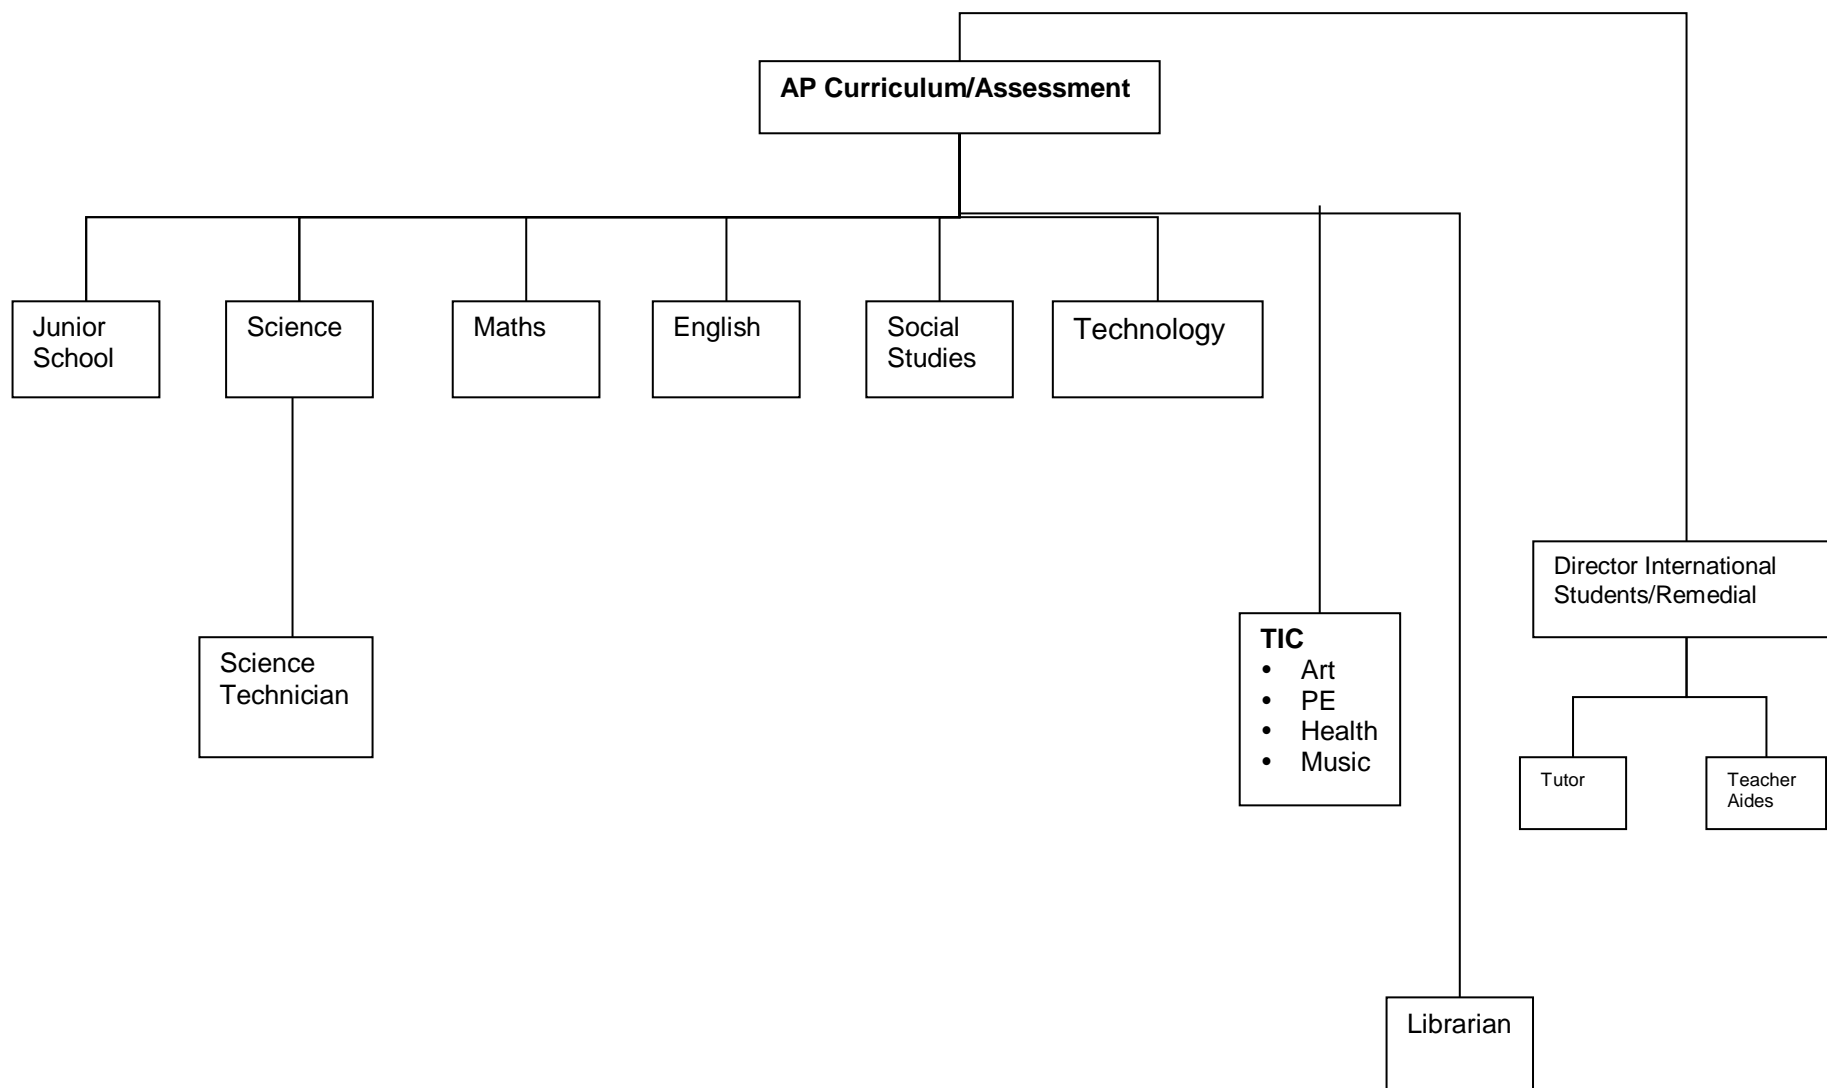 AP Curriculum/Assessment
Junior
School
Science
Maths
English
Social
Studies
Technology
Science
Technician
TIC
• Art
• PE
• Health
• Music
Director International
Students/Remedial
Tutor
Teacher
Aides
Librarian